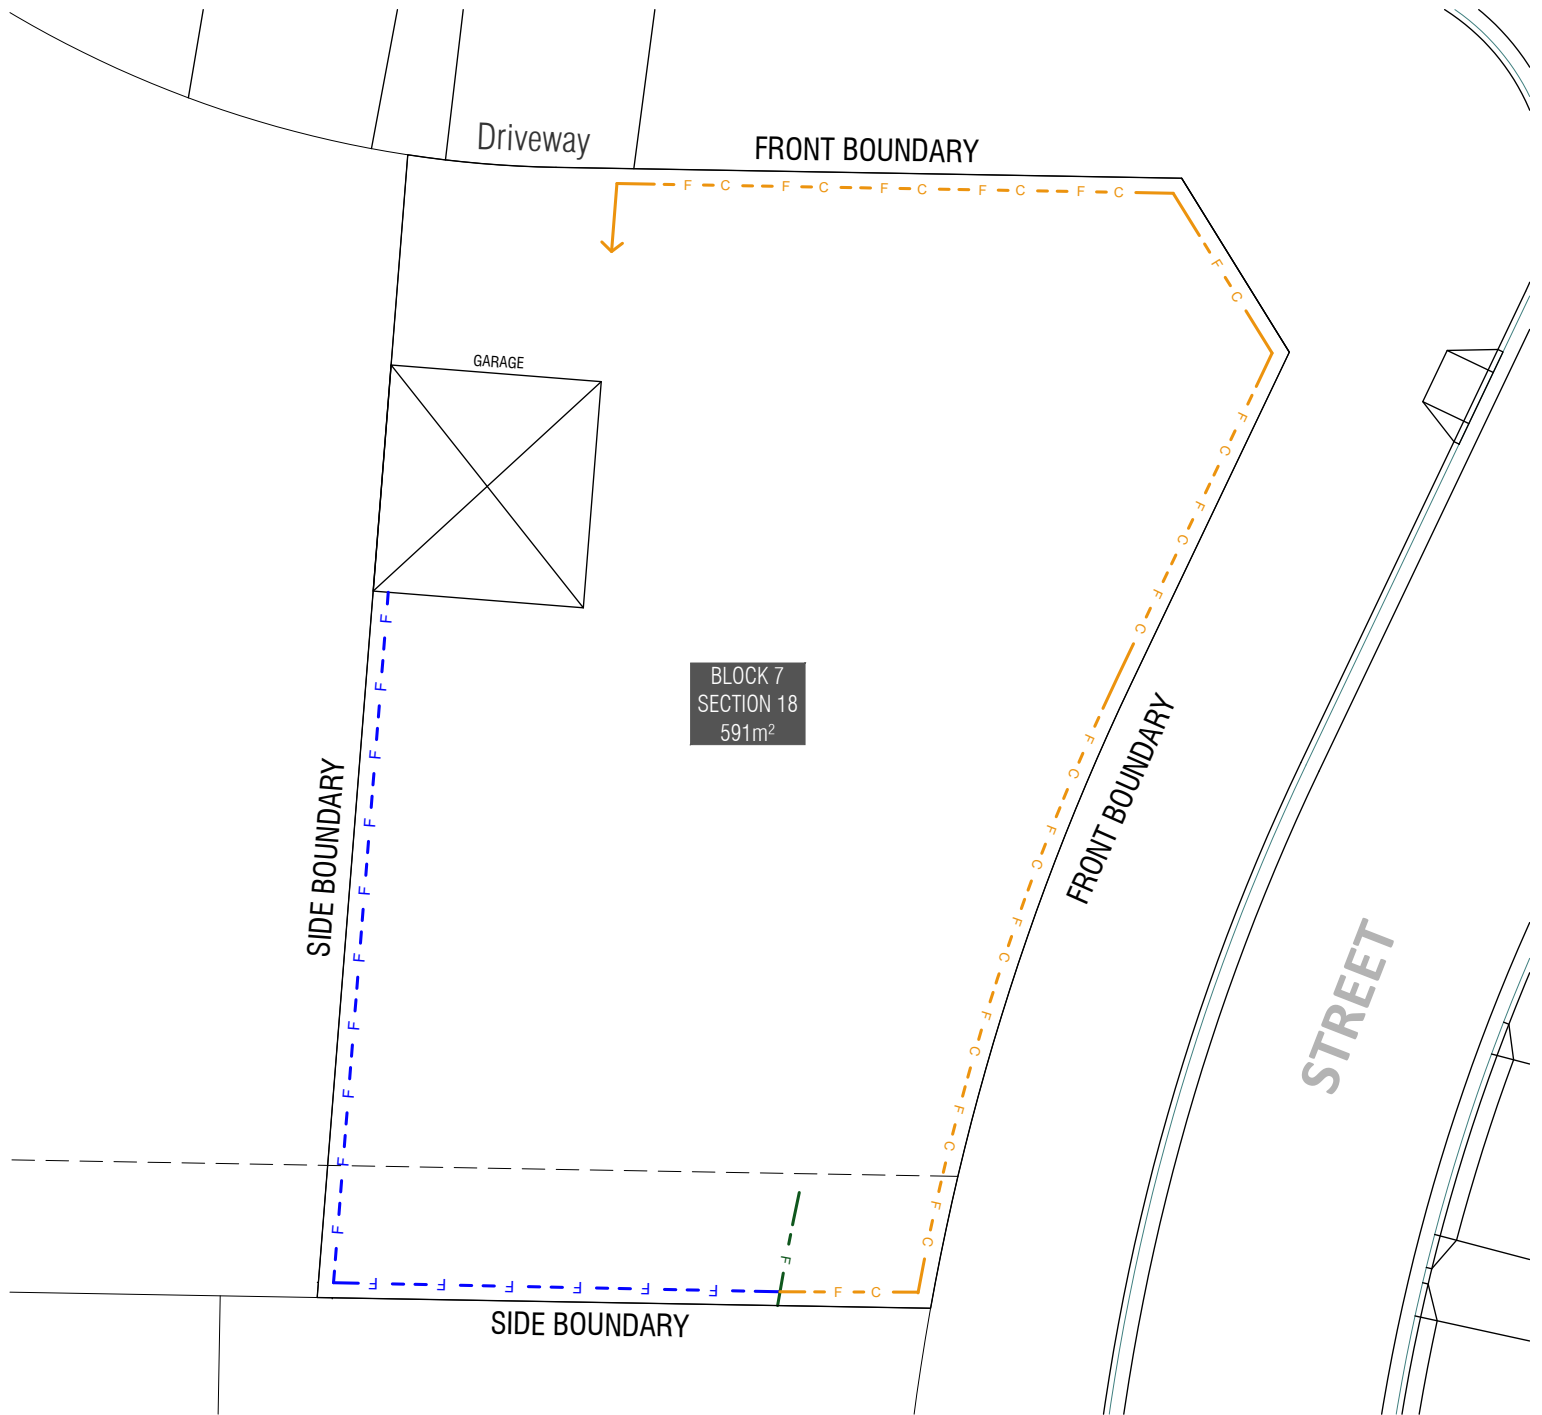 Driveway
FRONT BOUNDARY
F C F C F C F C F C
F C
GARAGE
F C F C F C
BLOCK 7
SECTION 18
591m²
F C F C F C F C F C F C
FRONT BOUNDARY
SIDE BOUNDARY
F F F F F F F F F F
STREET
F
F F F F F F
F C
SIDE BOUNDARY